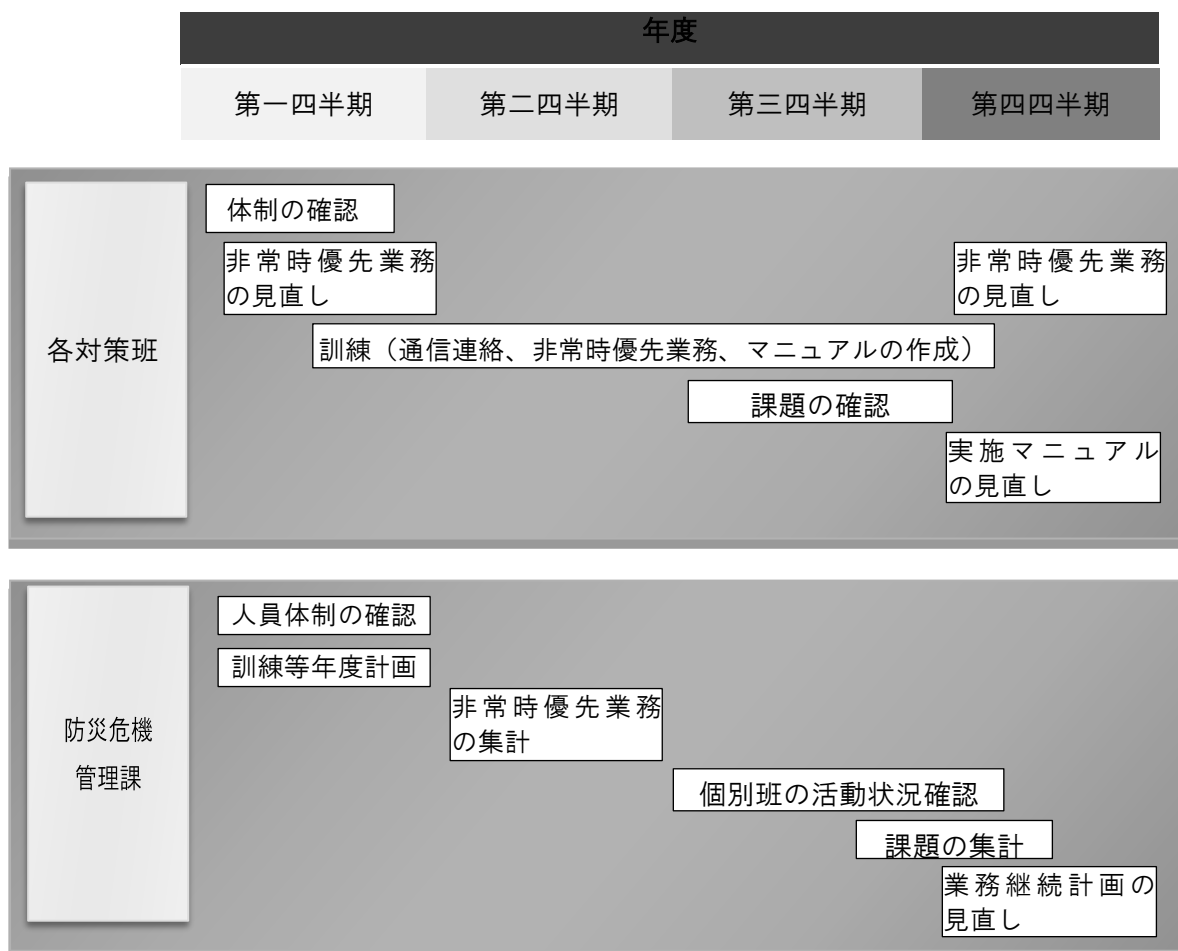 年度
第一四半期 第二四半期 第三四半期 第四四半期
各対策班
体制の確認
非常時優先業務
の見直し
非常時優先業務
の見直し
訓練（通信連絡、非常時優先業務、マニュアルの作成）
課題の確認
実施マニュアル
の見直し
防災危機
管理課
人員体制の確認
訓練等年度計画
非常時優先業務
の集計
個別班の活動状況確認
課題の集計
業務継続計画の
見直し